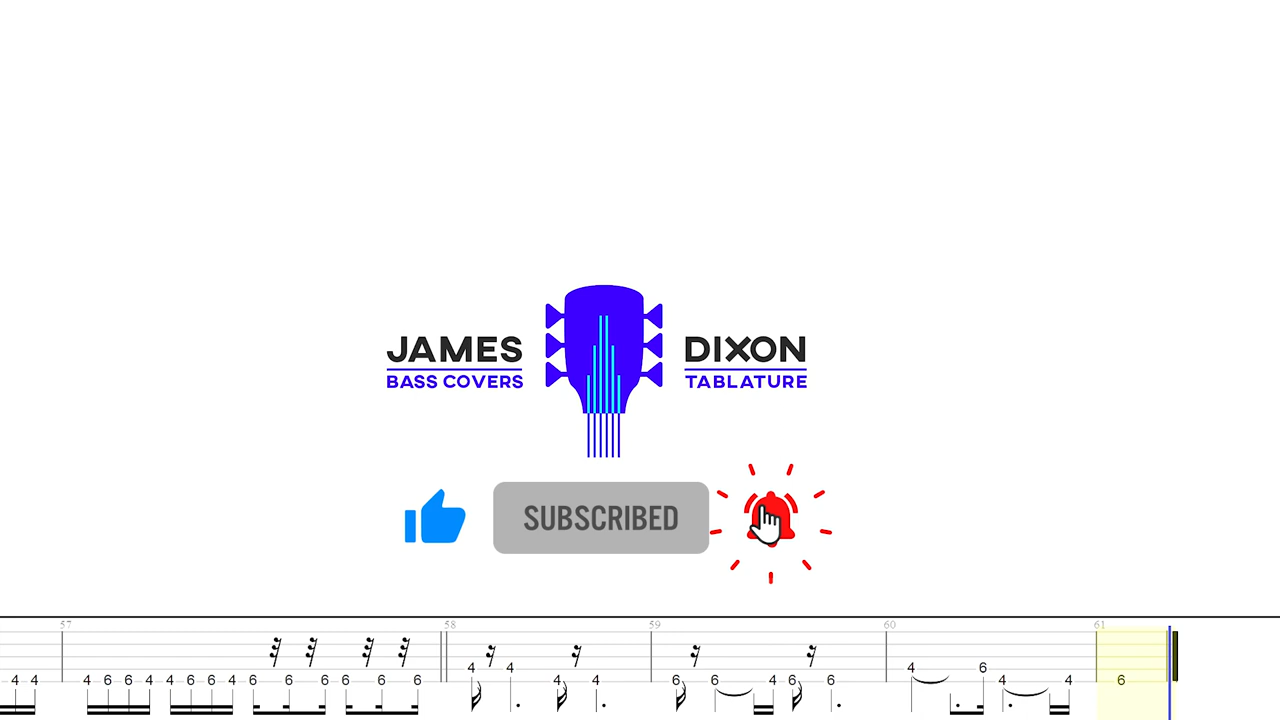 JAMES DIXON
BASS COVERS TABLATURE
SUBSCRIBED
57 58 59 60 61
4 4 6
4 4 4 6 6 4 4 6 6 4 6 6 6 6 6 6 4 4 6 6 4 6 6 4 4 6